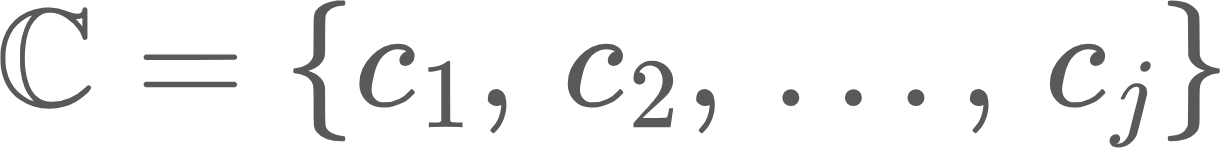 ℂ = {c₁, c₂, . . . , cⱼ}